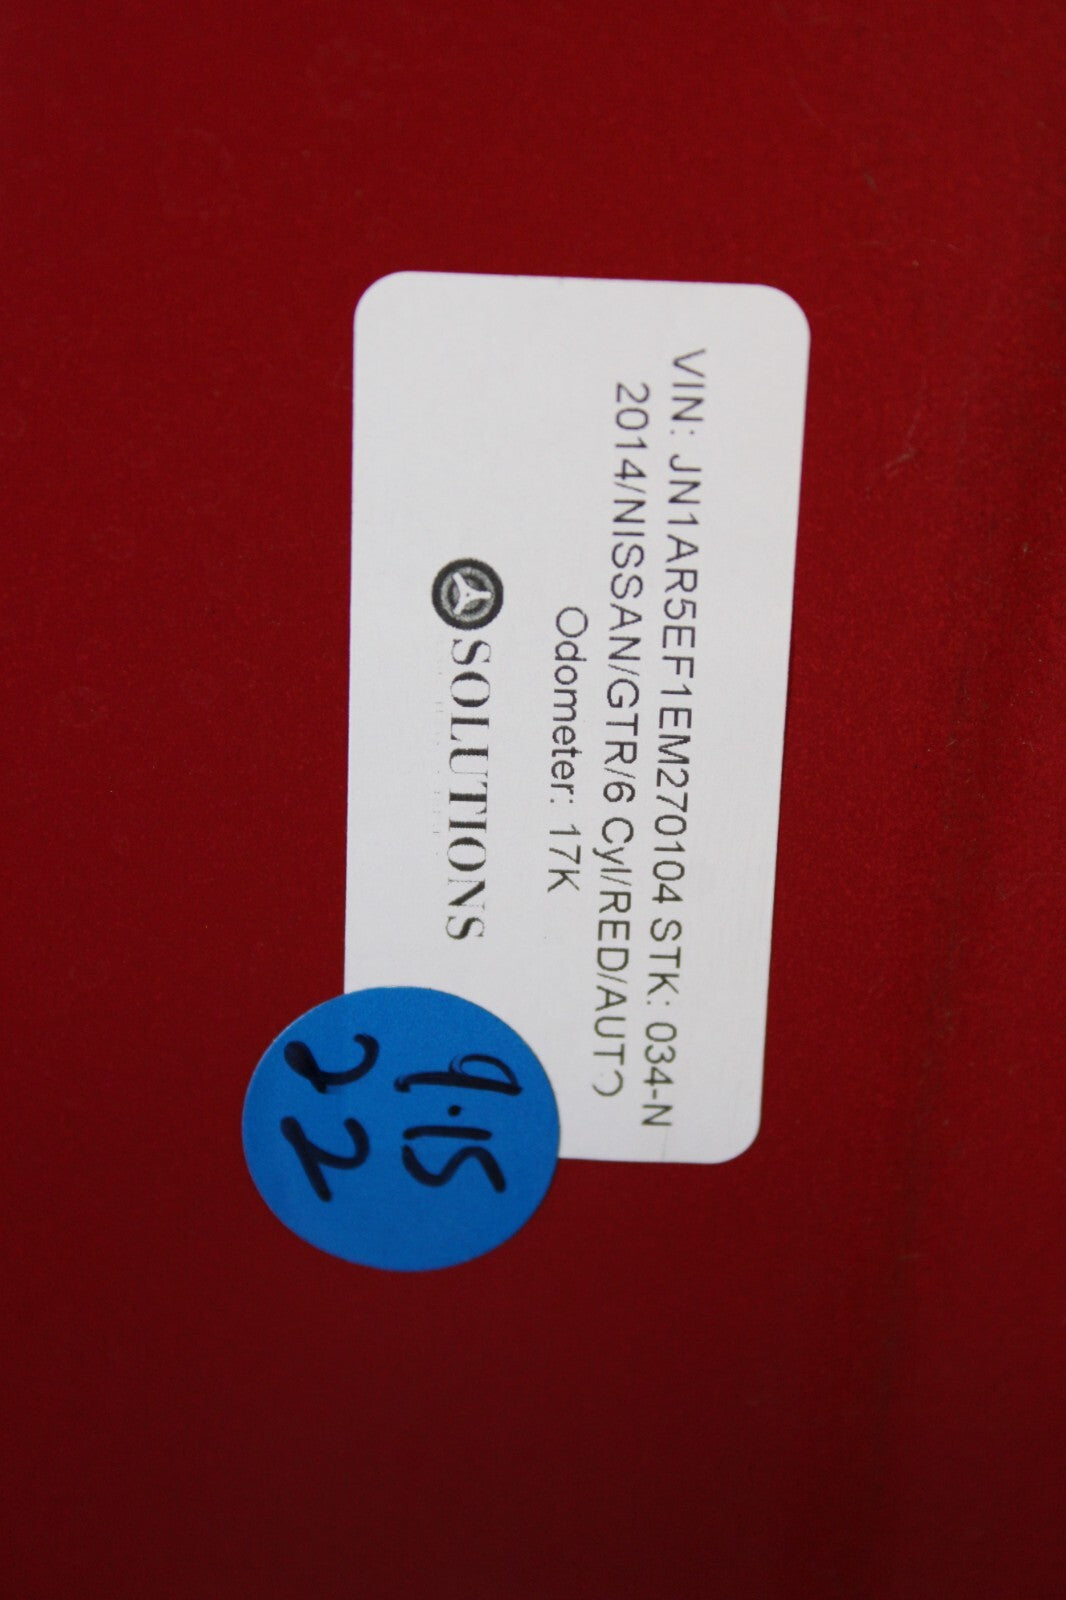 VIN: JN1AR5EF1EM270104 STK: 034-N
2014/NISSAN/GTR/6 Cyl/RED/AUTO
Odometer: 17K
SOLUTIONS
9.15
22